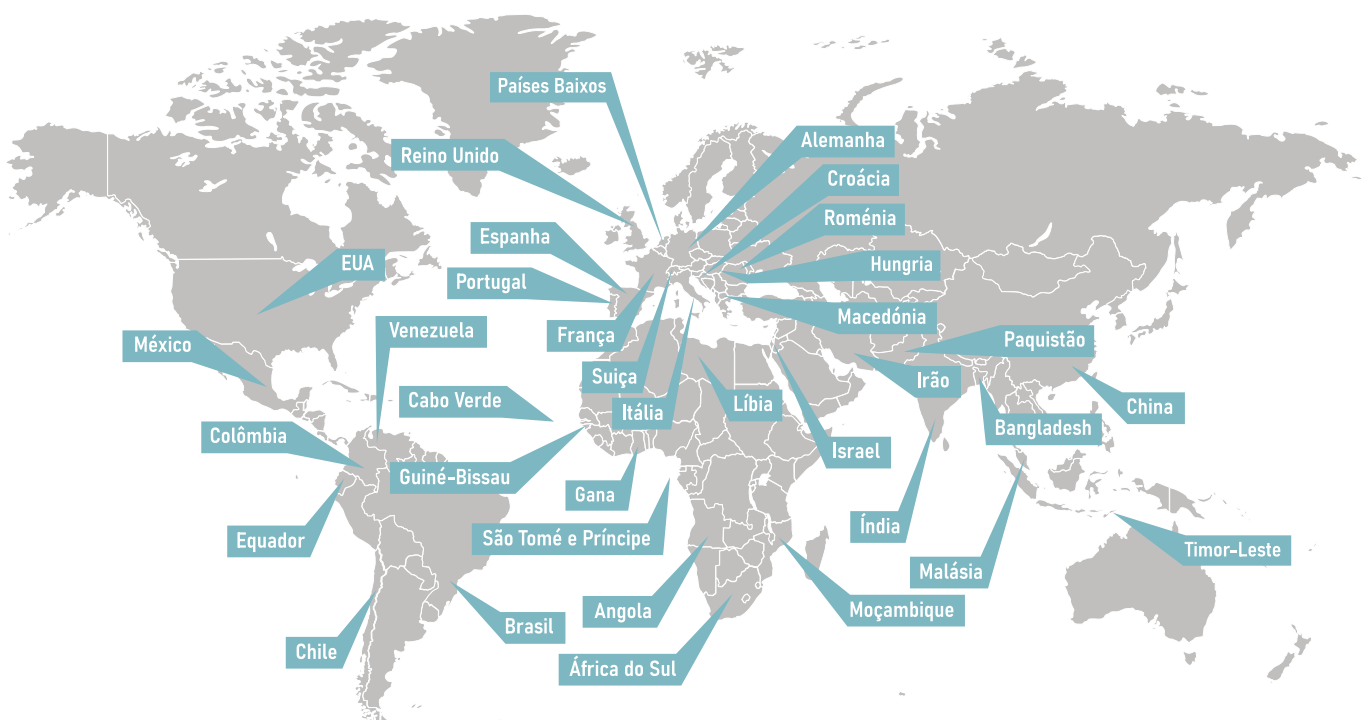 Países Baixos
Alemanha
Reino Unido
Croácia
Roménia
Espanha
EUA
Hungria
Portugal
Macedónia
Venezuela
França
México
Paquistão
Suiça
Irão
Cabo Verde
Itália
Líbia
China
Bangladesh
Colômbia
Israel
Guiné-Bissau
Gana
Índia
Equador
São Tomé e Príncipe
Timor-Leste
Malásia
Angola
Moçambique
Brasil
Chile
África do Sul